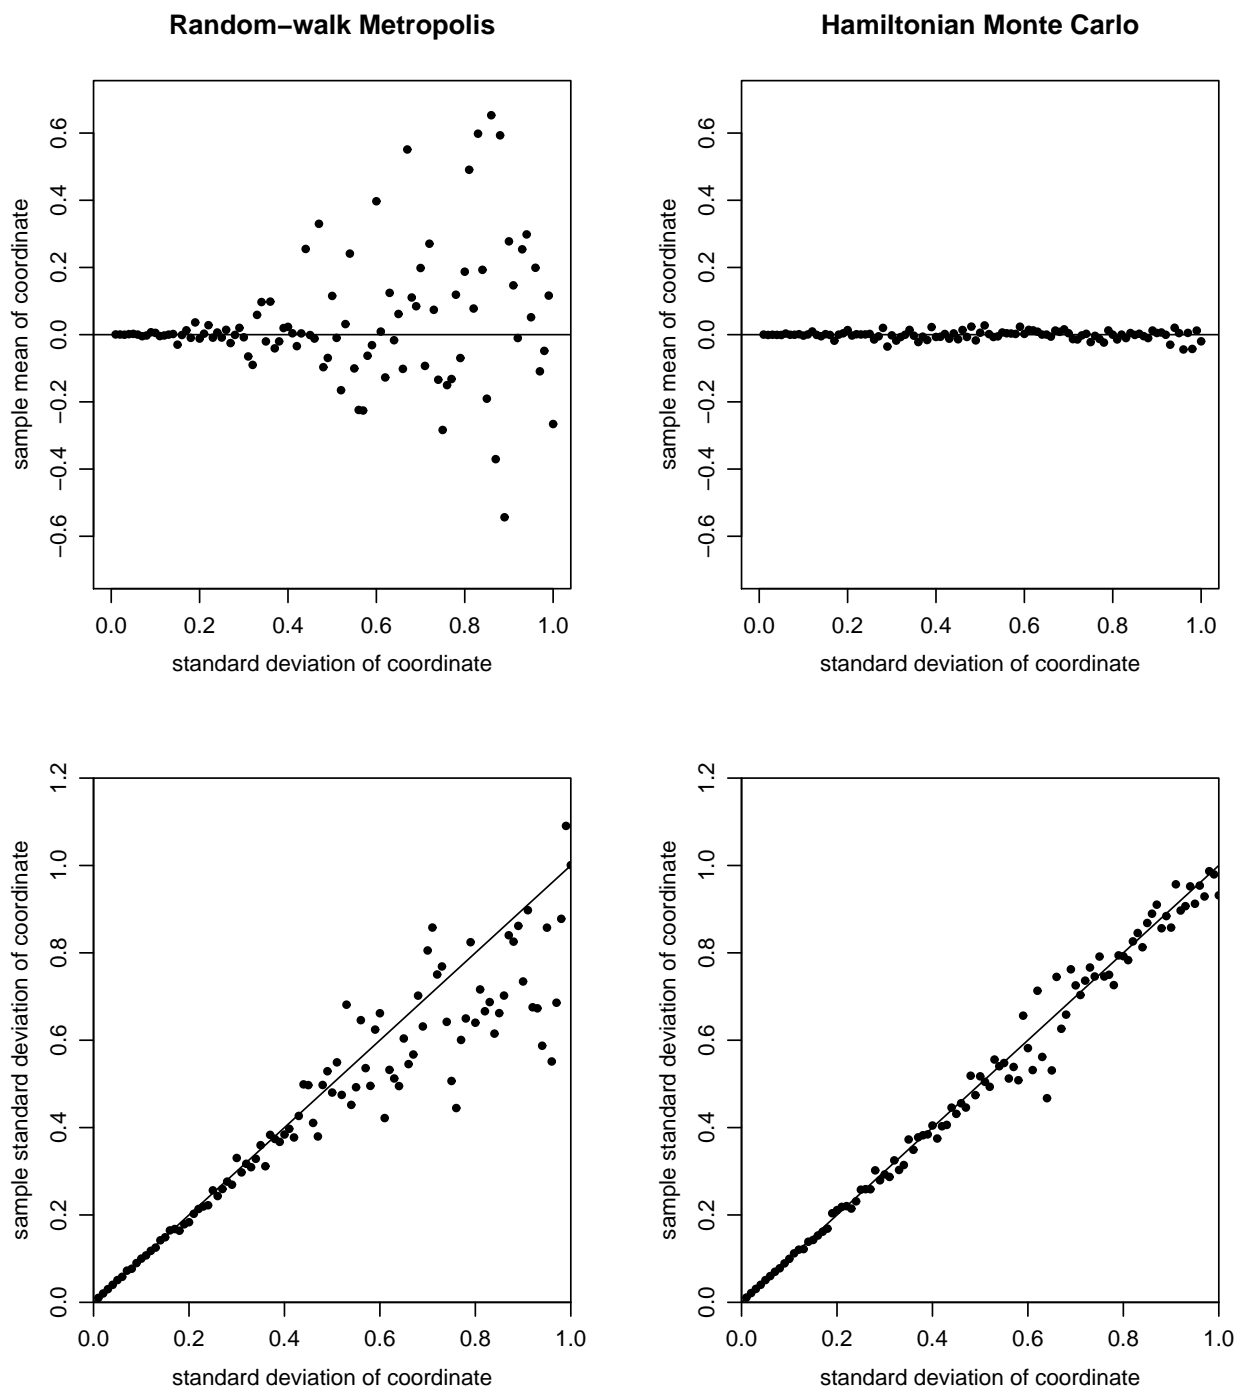 Random−walk Metropolis
Hamiltonian Monte Carlo
sample mean of coordinate
0.6
0.4
0.2
0.0
−0.2
−0.4
−0.6
0.0 0.2 0.4 0.6 0.8 1.0
standard deviation of coordinate
sample mean of coordinate
0.6
0.4
0.2
0.0
−0.2
−0.4
−0.6
0.0 0.2 0.4 0.6 0.8 1.0
standard deviation of coordinate
sample standard deviation of coordinate
1.2
1.0
0.8
0.6
0.4
0.2
0.0
0.0 0.2 0.4 0.6 0.8 1.0
standard deviation of coordinate
sample standard deviation of coordinate
1.2
1.0
0.8
0.6
0.4
0.2
0.0
0.0 0.2 0.4 0.6 0.8 1.0
standard deviation of coordinate